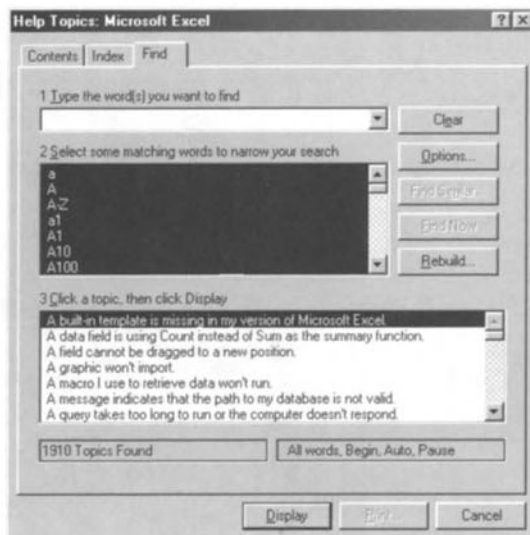 Help Topics: Microsoft Excel
Contents Index Find
1 Type the word(s) you want to find
Clear
2 Select some matching words to narrow your search
Options...
a
A
A-Z
a1
A1
A10
A100
Find Similar...
Find Now
Rebuild...
3 Click a topic, then click Display
A built-in template is missing in my version of Microsoft Excel.
A data field is using Count instead of Sum as the summary function.
A field cannot be dragged to a new position.
A graphic won't import.
A macro I use to retrieve data won't run.
A message indicates that the path to my database is not valid.
A query takes too long to run or the computer doesn't respond.
1910 Topics Found
All words, Begin, Auto, Pause
Display Print... Cancel